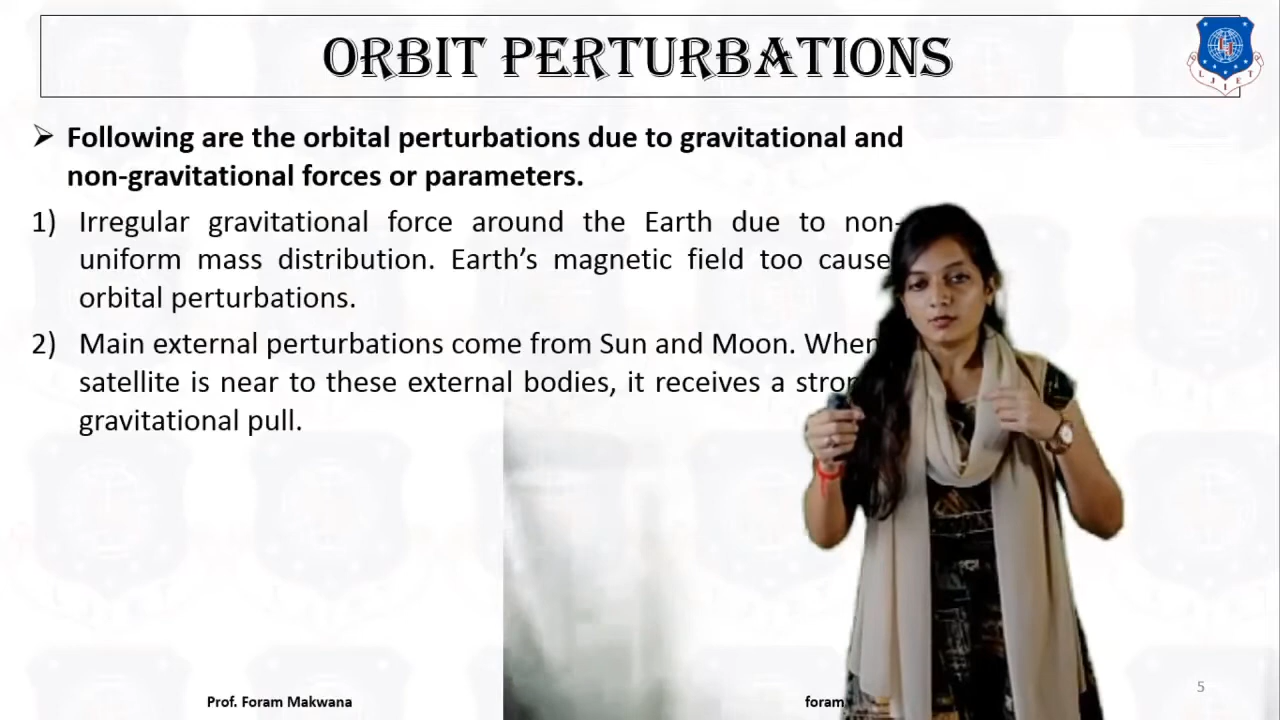 ORBIT PERTURBATIONS
LJIET
➢ Following are the orbital perturbations due to gravitational and
non-gravitational forces or parameters.
1) Irregular gravitational force around the Earth due to non-
uniform mass distribution. Earth's magnetic field too cause
orbital perturbations.
2) Main external perturbations come from Sun and Moon. When
satellite is near to these external bodies, it receives a
gravitational pull.
Prof. Foram Makwana
foram
5